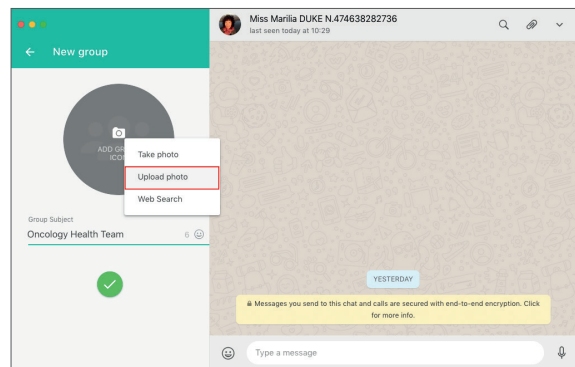 New group
ADD GR
ICO
Take photo
Upload photo
Web Search
Group Subject
Oncology Health Team 6
Miss Marilia DUKE N.474638282736
last seen today at 10:29
YESTERDAY
Messages you send to this chat and calls are secured with end-to-end encryption. Click
for more info.
Type a message